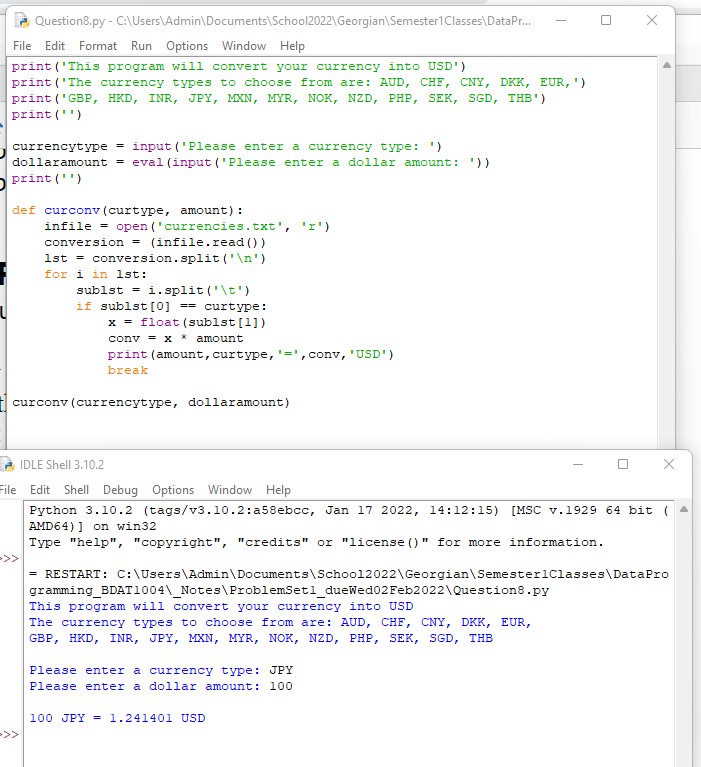 Question8.py - C:\Users\Admin\Documents\School2022\Georgian\Semester1Classes\DataPr...
File Edit Format Run Options Window Help
print('This program will convert your currency into USD')
print('The currency types to choose from are: AUD, CHF, CNY, DKK, EUR,')
print('GBP, HKD, INR, JPY, MXN, MYR, NOK, NZD, PHP, SEK, SGD, THB')
print('')

currencytype = input('Please enter a currency type: ')
dollaramount = eval(input('Please enter a dollar amount: '))
print('')

def curconv(curtype, amount):
    infile = open('currencies.txt', 'r')
    conversion = (infile.read())
    lst = conversion.split('\n')
    for i in lst:
        sublst = i.split('\t')
        if sublst[0] == curtype:
            x = float(sublst[1])
            conv = x * amount
            print(amount,curtype,'=',conv,'USD')
            break

curconv(currencytype, dollaramount)
IDLE Shell 3.10.2
File Edit Shell Debug Options Window Help
Python 3.10.2 (tags/v3.10.2:a58ebcc, Jan 17 2022, 14:12:15) [MSC v.1929 64 bit (
AMD64)] on win32
Type "help", "copyright", "credits" or "license()" for more information.
>>>
= RESTART: C:\Users\Admin\Documents\School2022\Georgian\Semester1Classes\DataPro
gramming_BDAT1004\_Notes\ProblemSet1_dueWed02Feb2022\Question8.py
This program will convert your currency into USD
The currency types to choose from are: AUD, CHF, CNY, DKK, EUR,
GBP, HKD, INR, JPY, MXN, MYR, NOK, NZD, PHP, SEK, SGD, THB

Please enter a currency type: JPY
Please enter a dollar amount: 100

100 JPY = 1.241401 USD
>>>